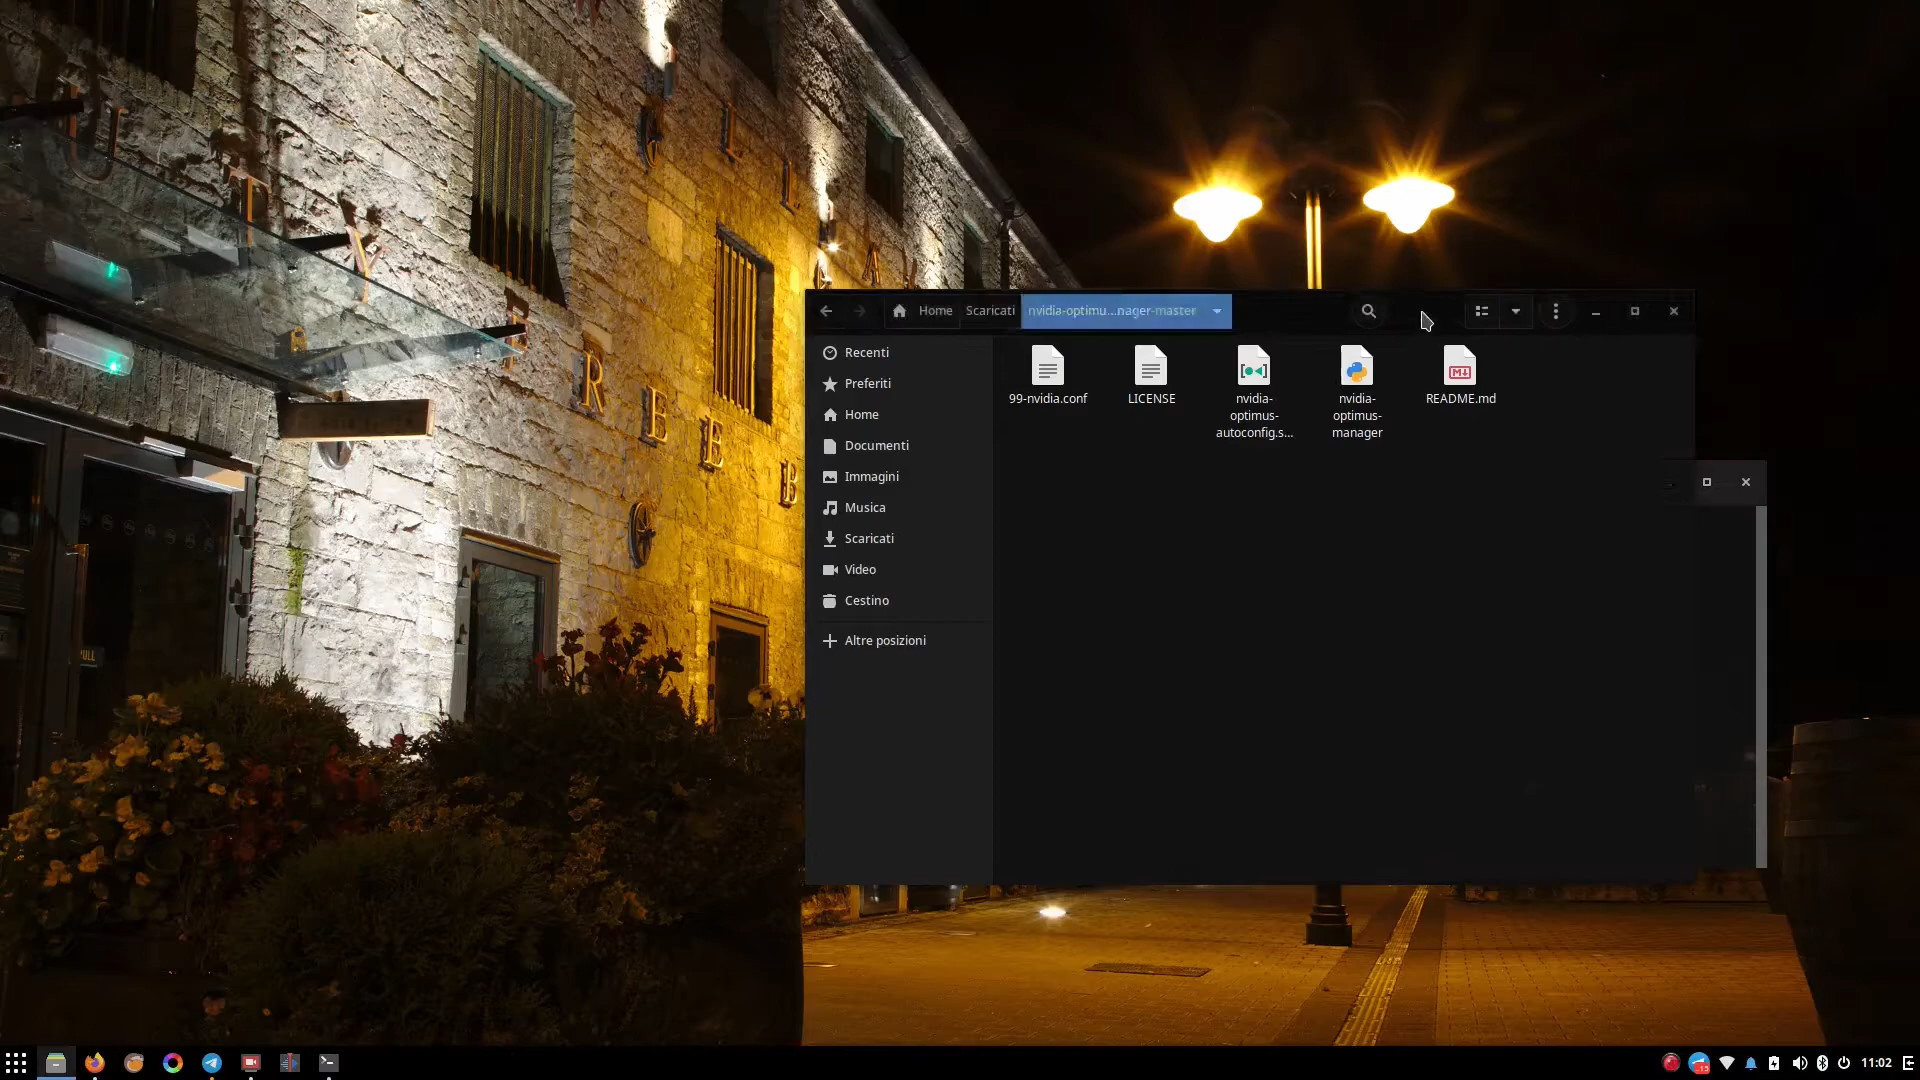 Home
Scaricati
nvidia-optimu...nager-master
Recenti
Preferiti
Home
Documenti
Immagini
Musica
Scaricati
Video
Cestino
Altre posizioni
99-nvidia.conf
LICENSE
nvidia-
optimus-
autoconfig.s...
nvidia-
optimus-
manager
README.md
11:02